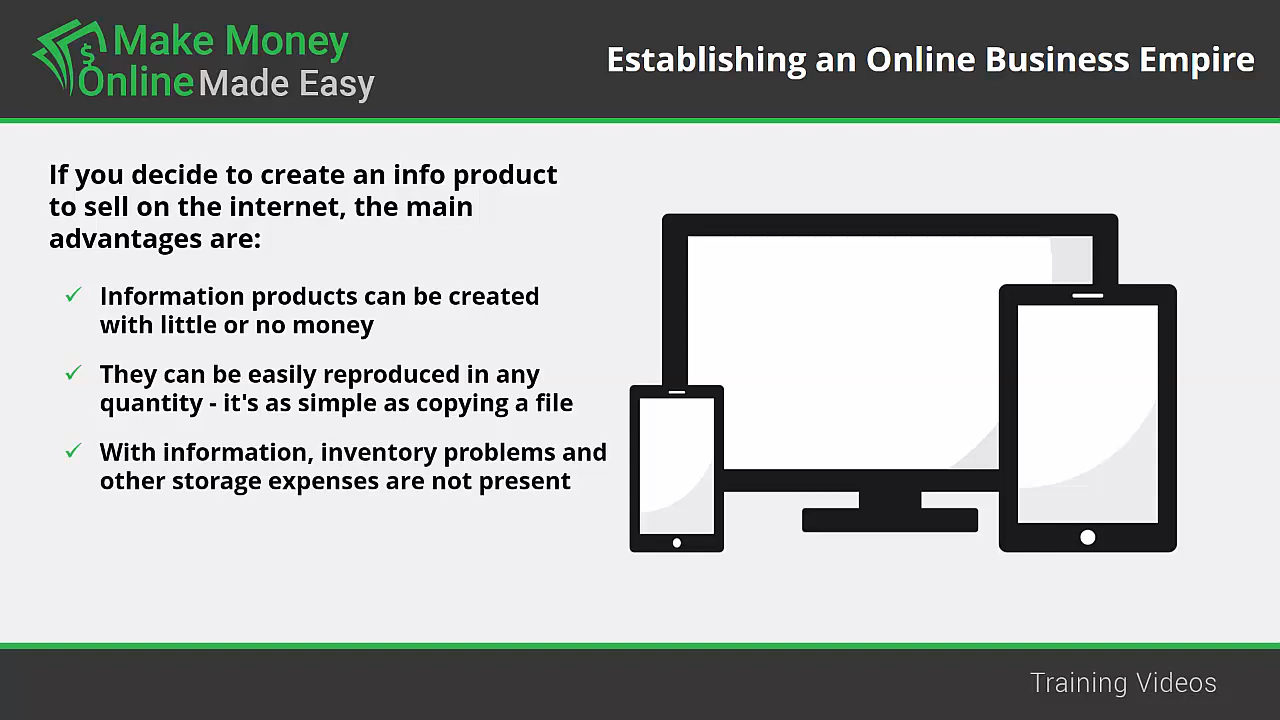 Make Money
Online Made Easy
Establishing an Online Business Empire
If you decide to create an info product
to sell on the internet, the main
advantages are:
✓ Information products can be created
with little or no money
✓ They can be easily reproduced in any
quantity - it's as simple as copying a file
✓ With information, inventory problems and
other storage expenses are not present
Training Videos